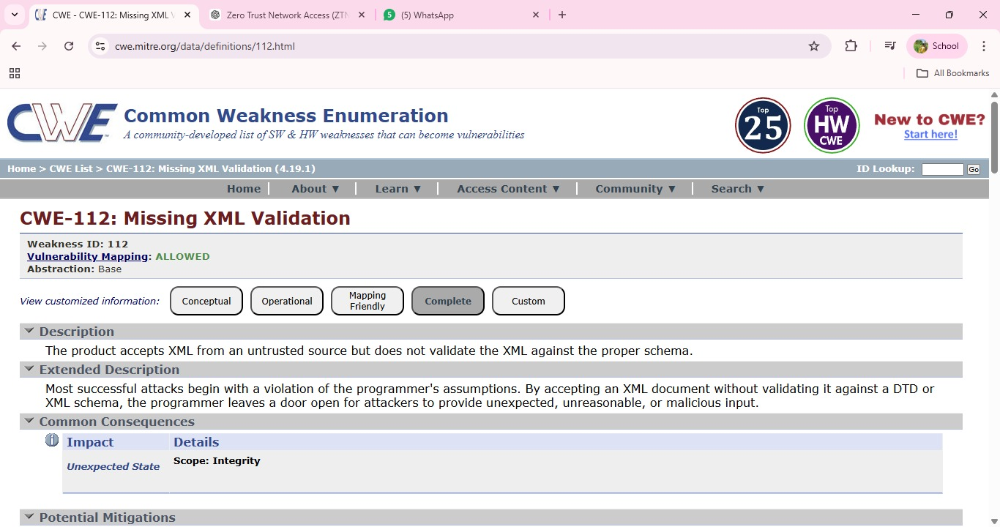 CWE - CWE-112: Missing XML V
Zero Trust Network Access (ZTN
5
(5) WhatsApp
cwe.mitre.org/data/definitions/112.html
School
All Bookmarks
CWE
Common Weakness Enumeration
A community-developed list of SW & HW weaknesses that can become vulnerabilities
Top
25
Top
HW
CWE
New to CWE?
Start here!
Home > CWE List > CWE-112: Missing XML Validation (4.19.1)
ID Lookup:
Go
Home
About ▼
Learn ▼
Access Content ▼
Community ▼
Search ▼
CWE-112: Missing XML Validation
Weakness ID: 112
Vulnerability Mapping: ALLOWED
Abstraction: Base
View customized information:
Conceptual
Operational
Mapping
Friendly
Complete
Custom
Description
The product accepts XML from an untrusted source but does not validate the XML against the proper schema.
Extended Description
Most successful attacks begin with a violation of the programmer's assumptions. By accepting an XML document without validating it against a DTD or
XML schema, the programmer leaves a door open for attackers to provide unexpected, unreasonable, or malicious input.
Common Consequences
Impact
Details
Unexpected State
Scope: Integrity
Potential Mitigations